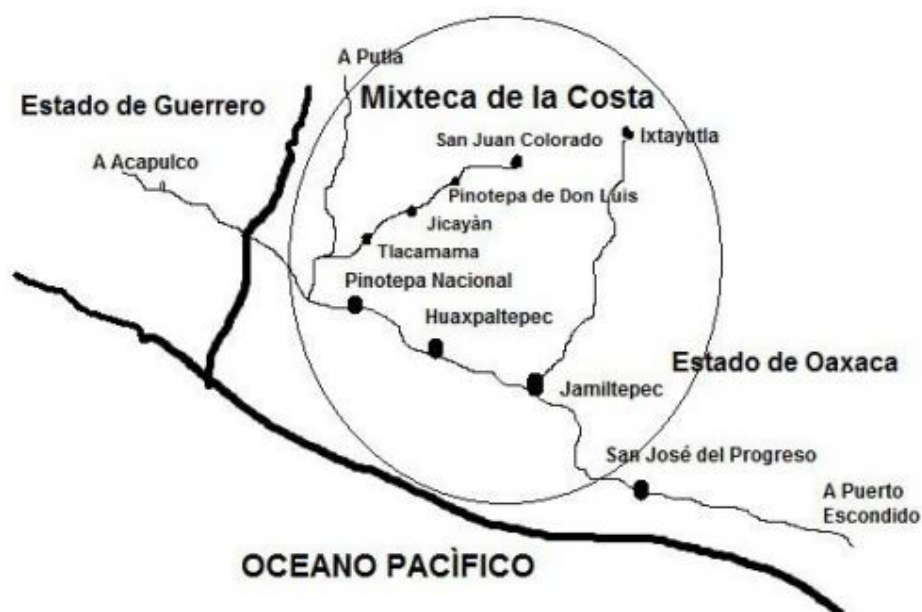 A Putla
Estado de Guerrero
Mixteca de la Costa
San Juan Colorado
Ixtayutla
A Acapulco
Pinotepa de Don Luis
Jicayàn
Tlacamama
Pinotepa Nacional
Huaxpaltepec
Estado de Oaxaca
Jamiltepec
San José del Progreso
A Puerto
Escondido
OCEANO PACÌFICO